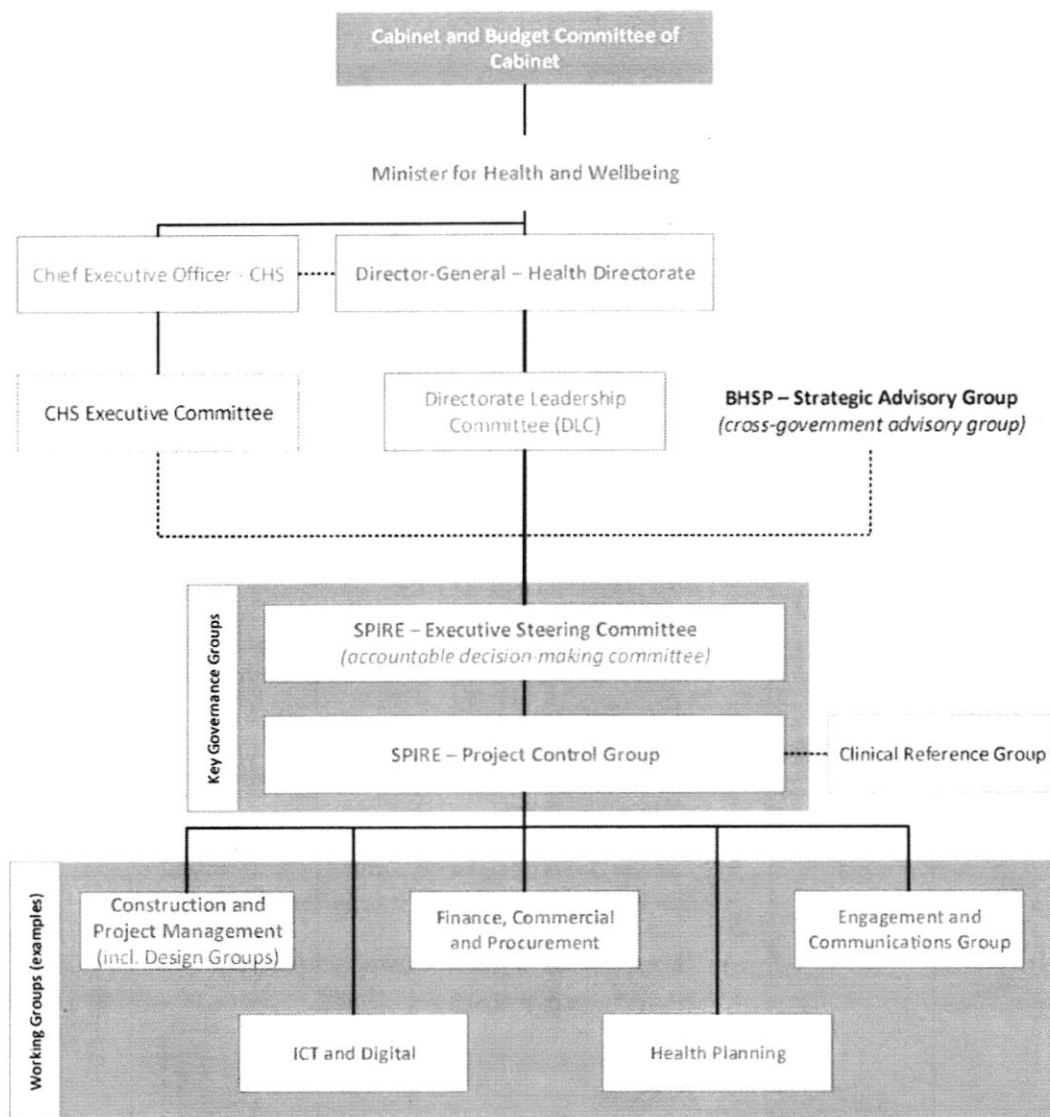 Cabinet and Budget Committee of
Cabinet
Minister for Health and Wellbeing
Chief Executive Officer - CHS
Director-General – Health Directorate
CHS Executive Committee
Directorate Leadership
Committee (DLC)
BHSP – Strategic Advisory Group
(cross-government advisory group)
Key Governance Groups
SPIRE – Executive Steering Committee
(accountable decision-making committee)
SPIRE – Project Control Group
Clinical Reference Group
Working Groups (examples)
Construction and
Project Management
(incl. Design Groups)
Finance, Commercial
and Procurement
Engagement and
Communications Group
ICT and Digital
Health Planning